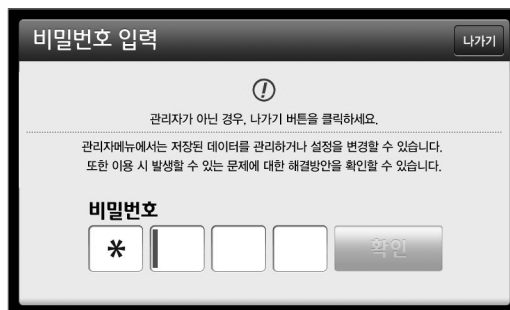 비밀번호 입력
나가기
관리자가 아닌 경우, 나가기 버튼을 클릭하세요.
관리자메뉴에서는 저장된 데이터를 관리하거나 설정을 변경할 수 있습니다.
또한 이용 시 발생할 수 있는 문제에 대한 해결방안을 확인할 수 있습니다.
비밀번호
*
확인